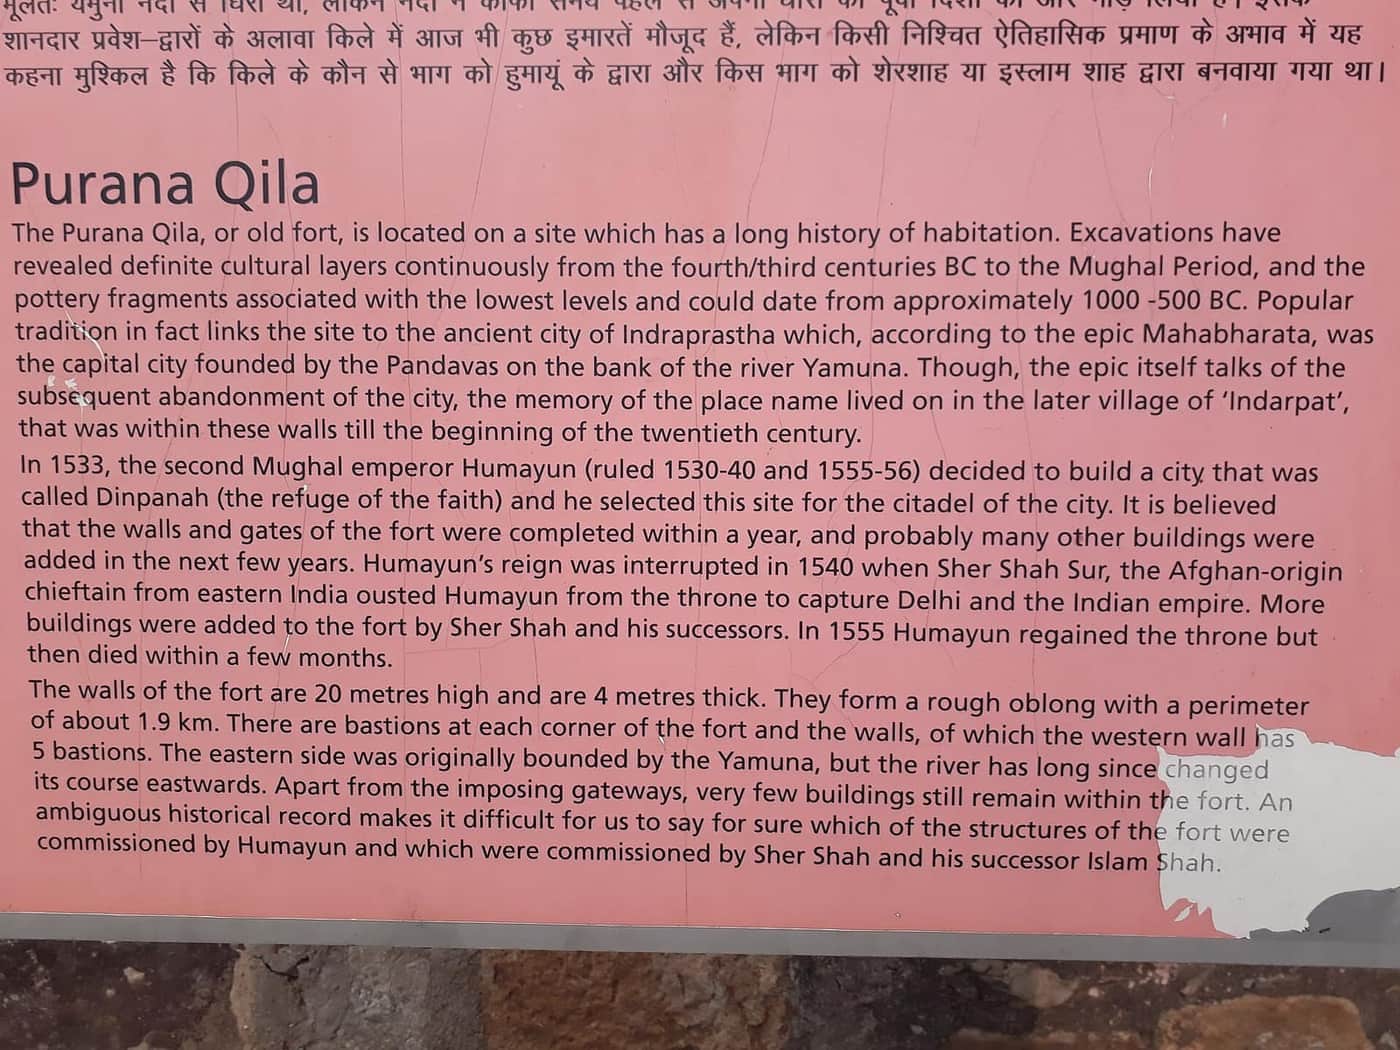 मूलतः यमुना नदी से घिरा था, लेकिन नदी ने काफी समय पहले से अपनी धारा को पूर्वी दिशा की ओर मोड़ लिया है। इसके
शानदार प्रवेश–द्वारों के अलावा किले में आज भी कुछ इमारतें मौजूद हैं, लेकिन किसी निश्चित ऐतिहासिक प्रमाण के अभाव में यह
कहना मुश्किल है कि किले के कौन से भाग को हुमायूं के द्वारा और किस भाग को शेरशाह या इस्लाम शाह द्वारा बनवाया गया था।
Purana Qila
The Purana Qila, or old fort, is located on a site which has a long history of habitation. Excavations have
revealed definite cultural layers continuously from the fourth/third centuries BC to the Mughal Period, and the
pottery fragments associated with the lowest levels and could date from approximately 1000 -500 BC. Popular
tradition in fact links the site to the ancient city of Indraprastha which, according to the epic Mahabharata, was
the capital city founded by the Pandavas on the bank of the river Yamuna. Though, the epic itself talks of the
subsequent abandonment of the city, the memory of the place name lived on in the later village of ‘Indarpat’,
that was within these walls till the beginning of the twentieth century.
In 1533, the second Mughal emperor Humayun (ruled 1530-40 and 1555-56) decided to build a city that was
called Dinpanah (the refuge of the faith) and he selected this site for the citadel of the city. It is believed
that the walls and gates of the fort were completed within a year, and probably many other buildings were
added in the next few years. Humayun’s reign was interrupted in 1540 when Sher Shah Sur, the Afghan-origin
chieftain from eastern India ousted Humayun from the throne to capture Delhi and the Indian empire. More
buildings were added to the fort by Sher Shah and his successors. In 1555 Humayun regained the throne but
then died within a few months.
The walls of the fort are 20 metres high and are 4 metres thick. They form a rough oblong with a perimeter
of about 1.9 km. There are bastions at each corner of the fort and the walls, of which the western wall has
5 bastions. The eastern side was originally bounded by the Yamuna, but the river has long since changed
its course eastwards. Apart from the imposing gateways, very few buildings still remain within the fort. An
ambiguous historical record makes it difficult for us to say for sure which of the structures of the fort were
commissioned by Humayun and which were commissioned by Sher Shah and his successor Islam Shah.